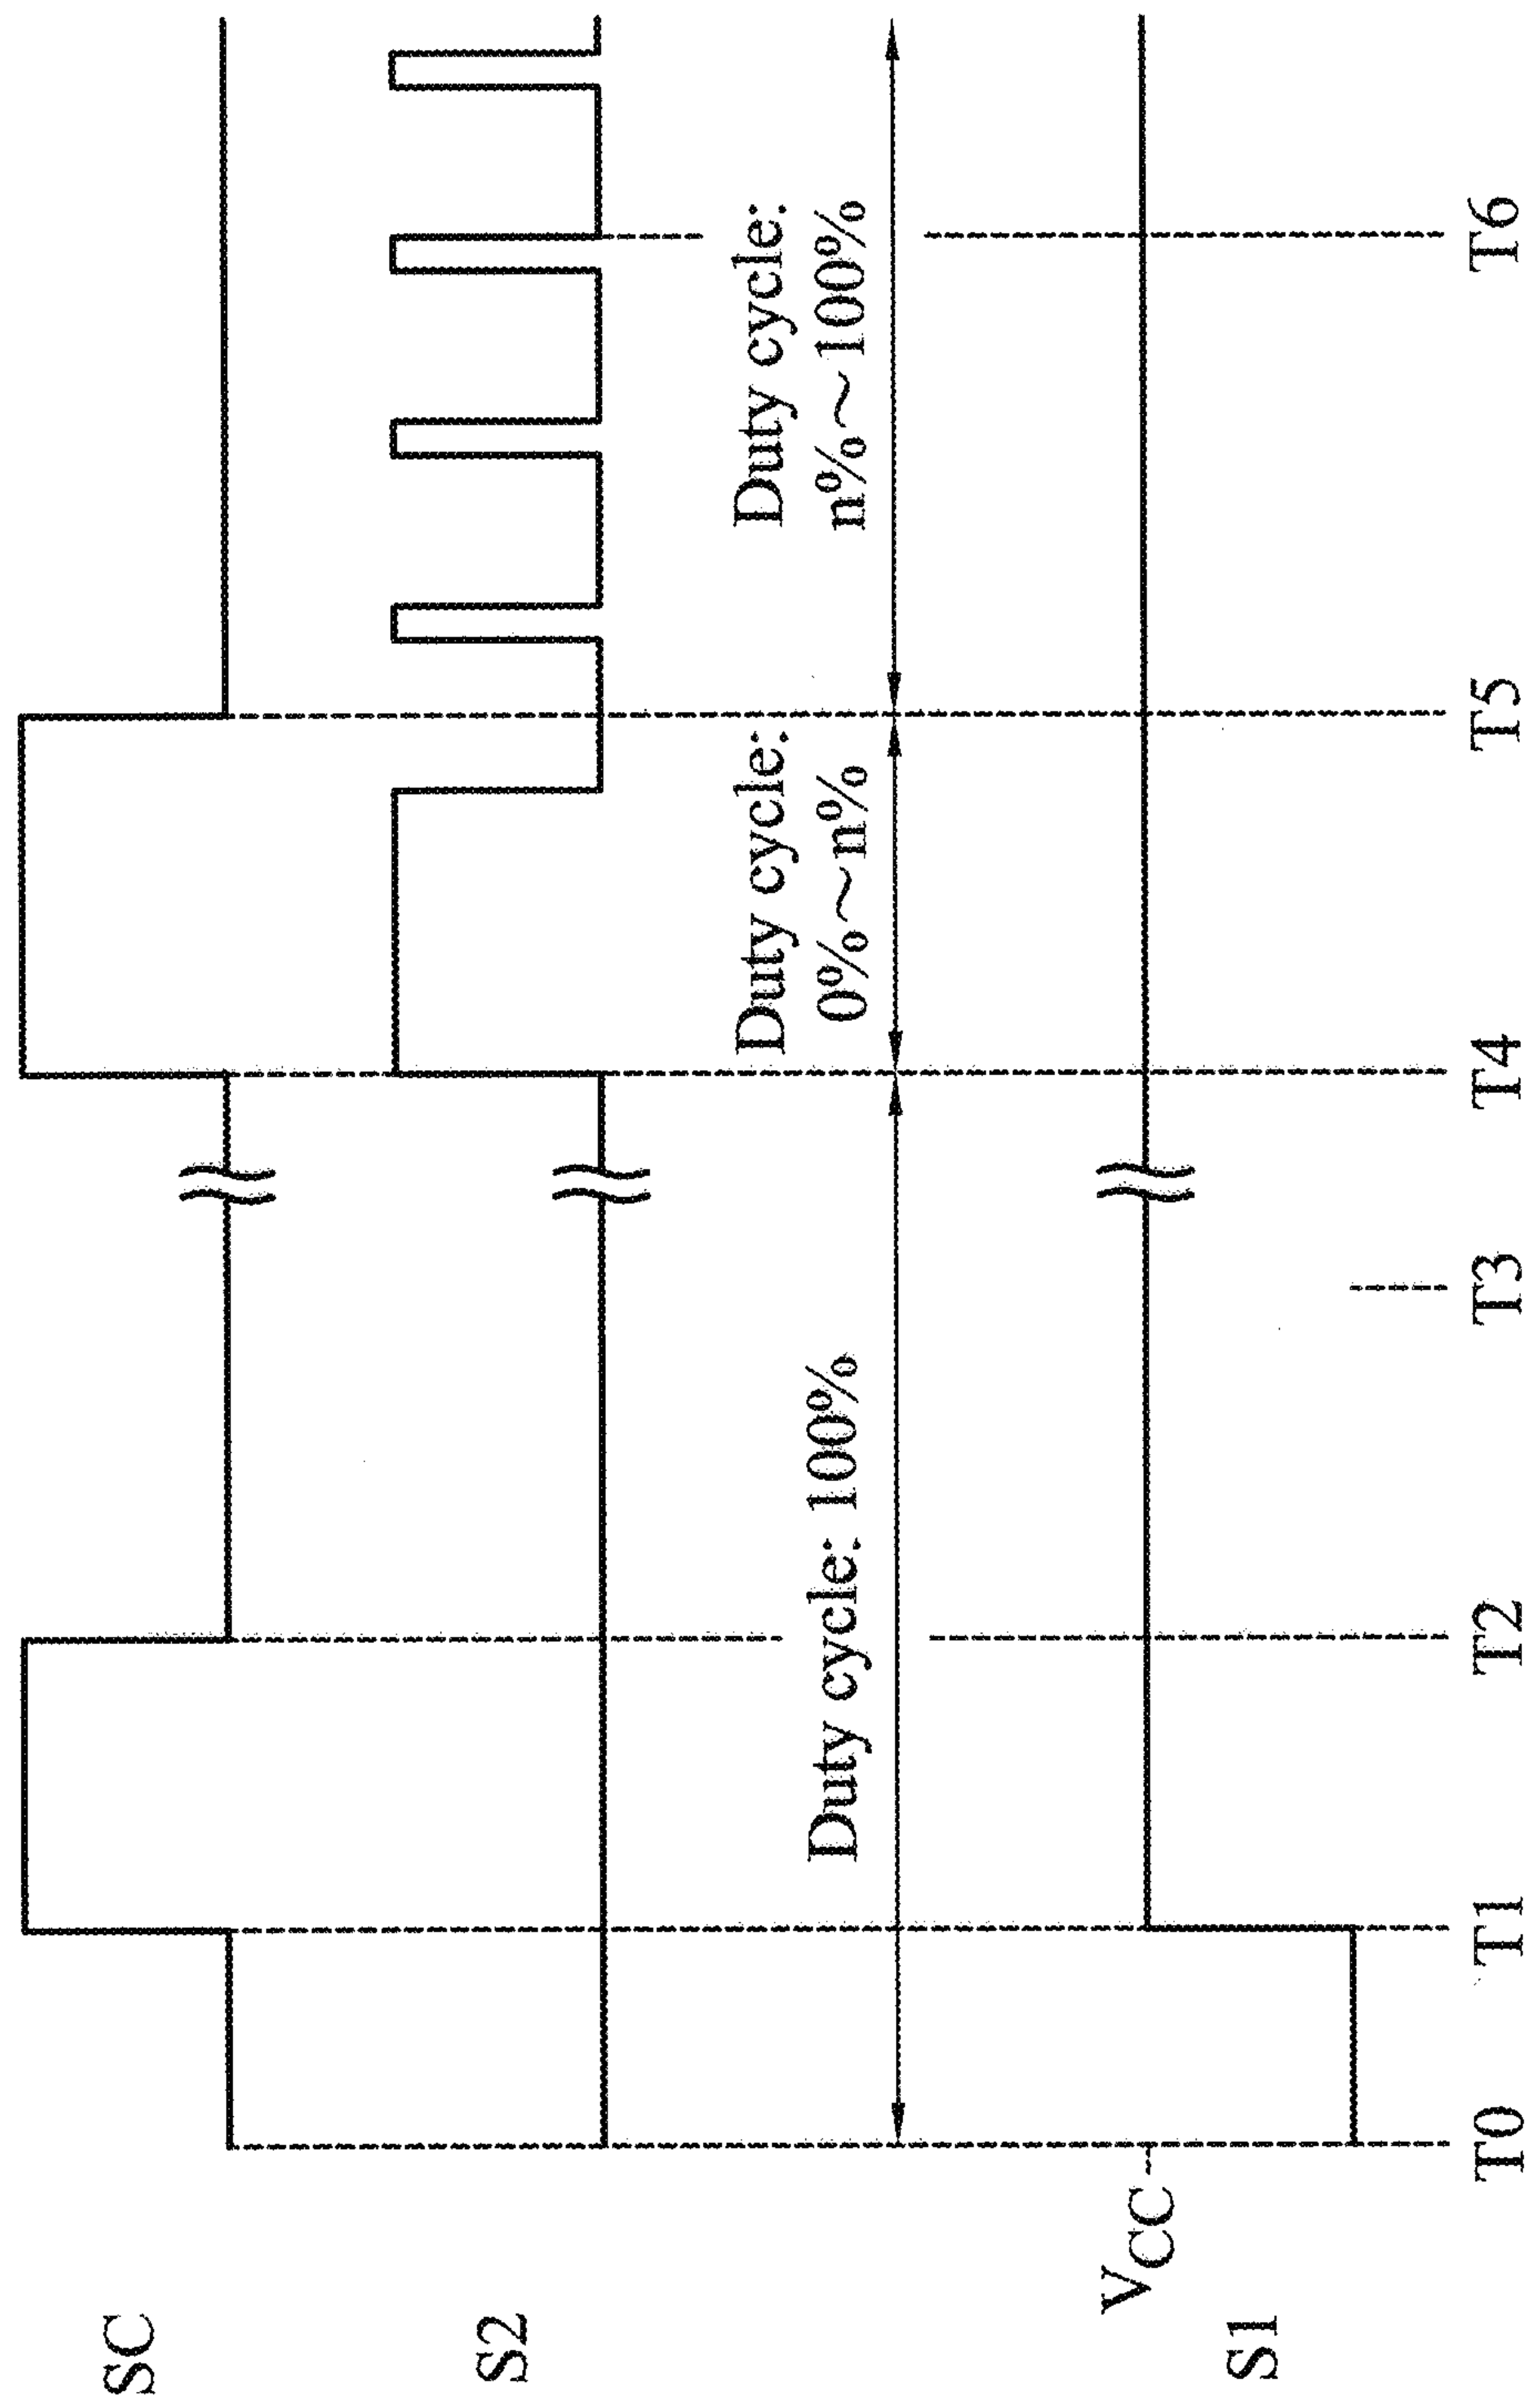 SC
S2
Duty cycle: 100%
Duty cycle:
0%~n%
Duty cycle:
n%~100%
VCC
S1
T0
T1
T2
T3
T4
T5
T6